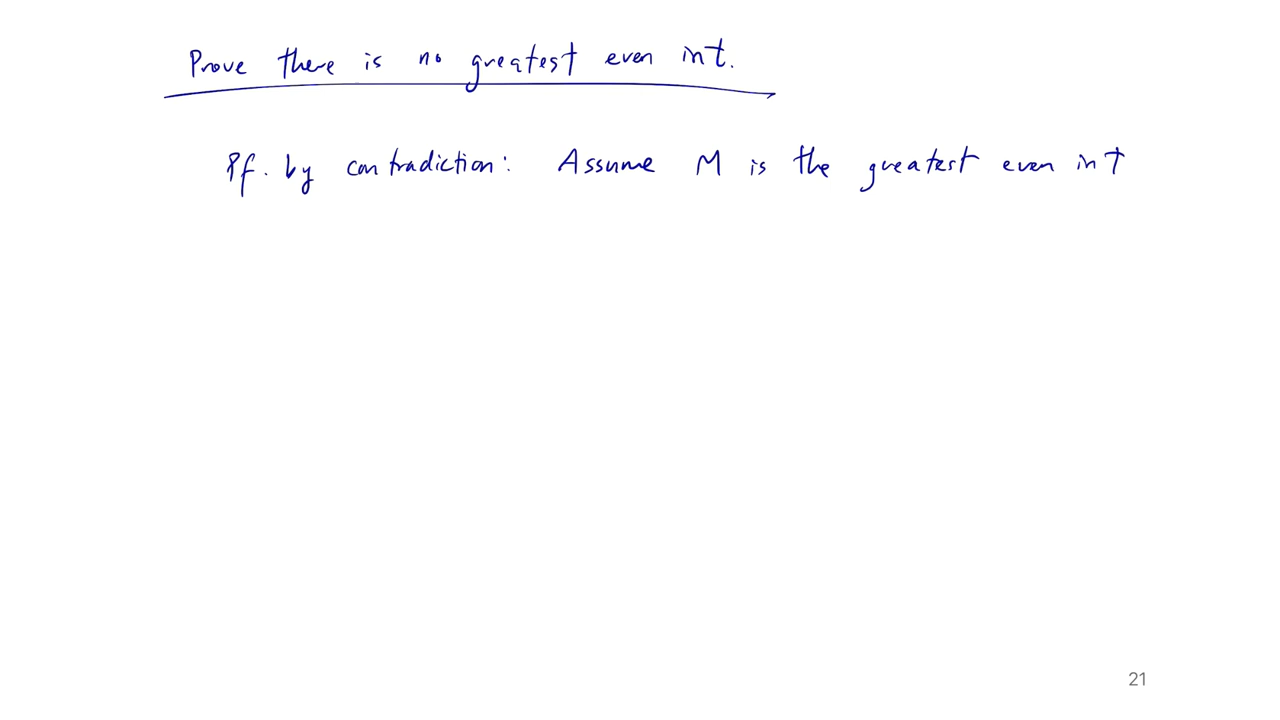 Prove there is no greatest even int.
Pf. by contradiction: Assume M is the greatest even int
21